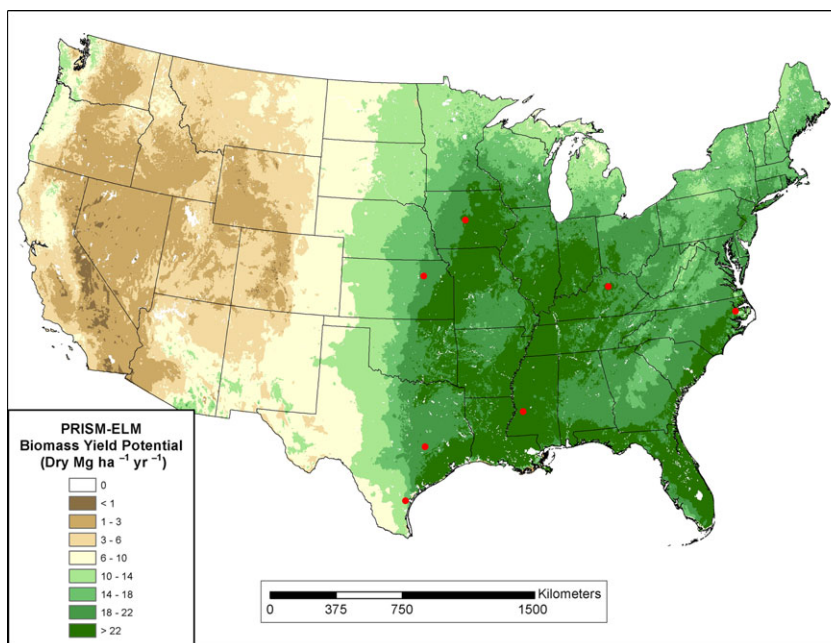 PRISM-ELM
Biomass Yield Potential
(Dry Mg ha ⁻¹ yr ⁻¹)
0
< 1
1 - 3
3 - 6
6 - 10
10 - 14
14 - 18
18 - 22
> 22
Kilometers
0 375 750 1500